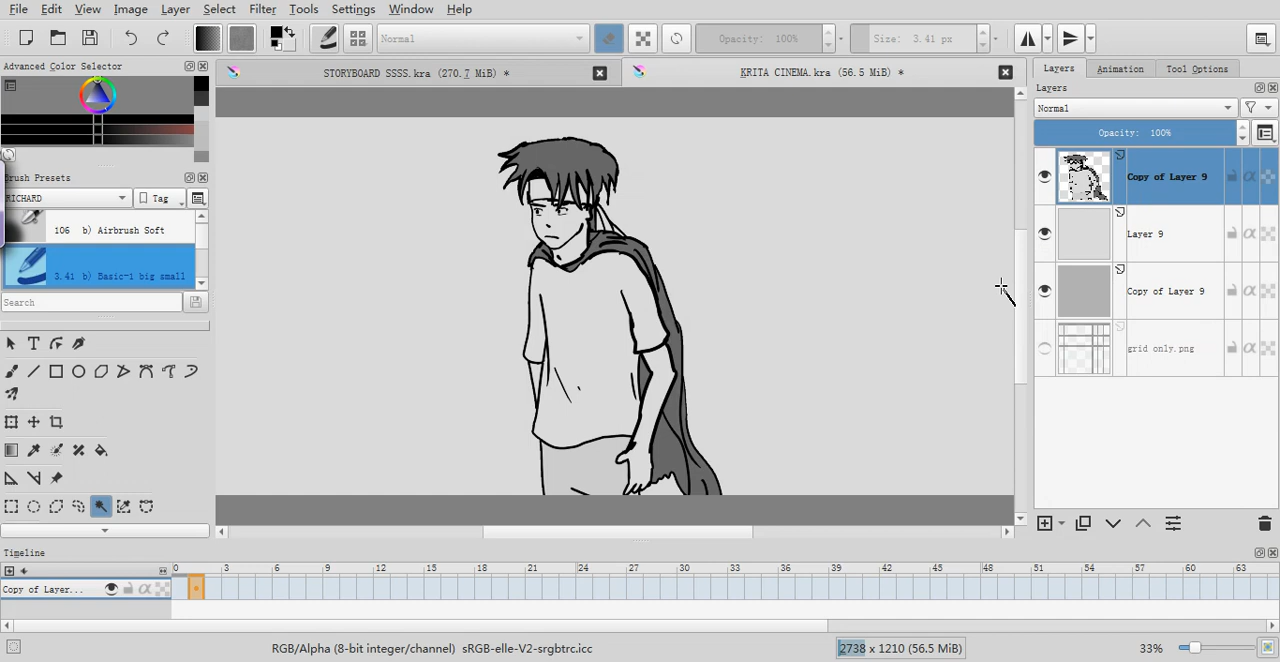 File Edit View Image Layer Select Filter Tools Settings Window Help
Normal Opacity: 100% Size: 3.41 px
Advanced Color Selector
STORYBOARD SSSS.kra (270.7 MiB) *
KRITA CINEMA.kra (56.5 MiB) *
Layers Animation Tool Options
Layers
Normal
Opacity: 100%
Copy of Layer 9
Layer 9
Copy of Layer 9
grid only.png
Brush Presets
RICHARD Tag
106 b) Airbrush Soft
3.41 b) Basic-1 big small
Search
Timeline
0 3 6 9 12 15 18 21 24 27 30 33 36 39 42 45 48 51 54 57 60 63
Copy of Layer...
RGB/Alpha (8-bit integer/channel) sRGB-elle-V2-srgbtrc.icc
2738 x 1210 (56.5 MiB)
33%